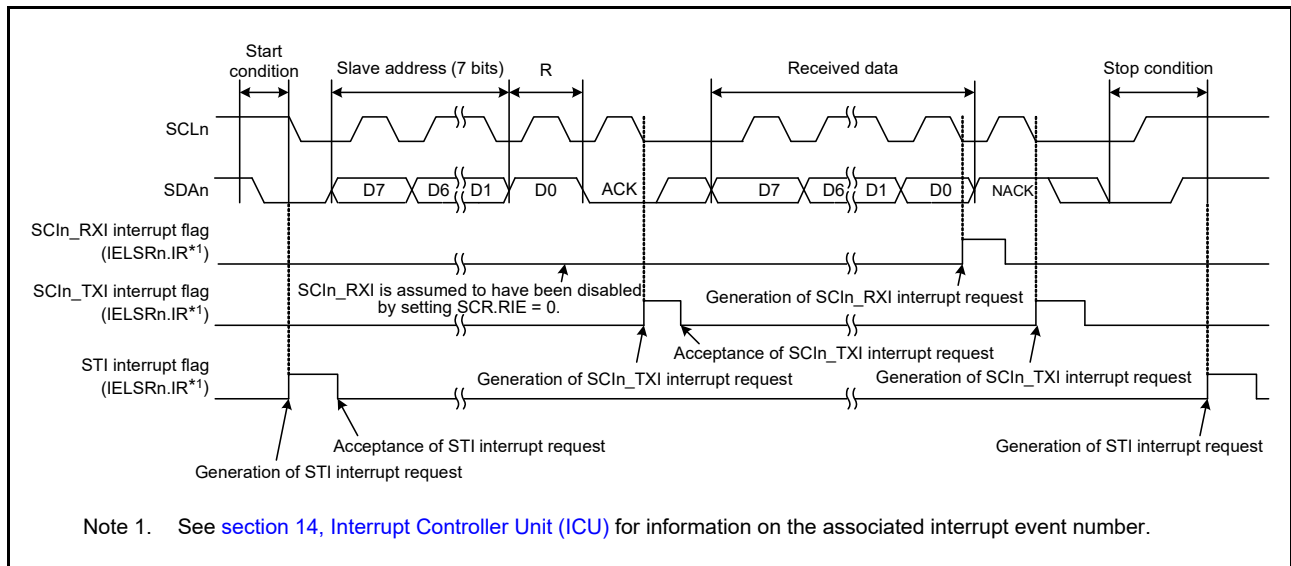 Start
condition
Slave address (7 bits)
R
Received data
Stop condition
SCLn
SDAn
D7
D6
D1
D0
ACK
D7
D6
D1
D0
NACK
SCIn_RXI interrupt flag
(IELSRn.IR*1)
SCIn_RXI is assumed to have been disabled
by setting SCR.RIE = 0.
Generation of SCIn_RXI interrupt request
SCIn_TXI interrupt flag
(IELSRn.IR*1)
Acceptance of SCIn_TXI interrupt request
Generation of SCIn_TXI interrupt request
Generation of SCIn_TXI interrupt request
STI interrupt flag
(IELSRn.IR*1)
Acceptance of STI interrupt request
Generation of STI interrupt request
Generation of STI interrupt request
Note 1. See section 14, Interrupt Controller Unit (ICU) for information on the associated interrupt event number.